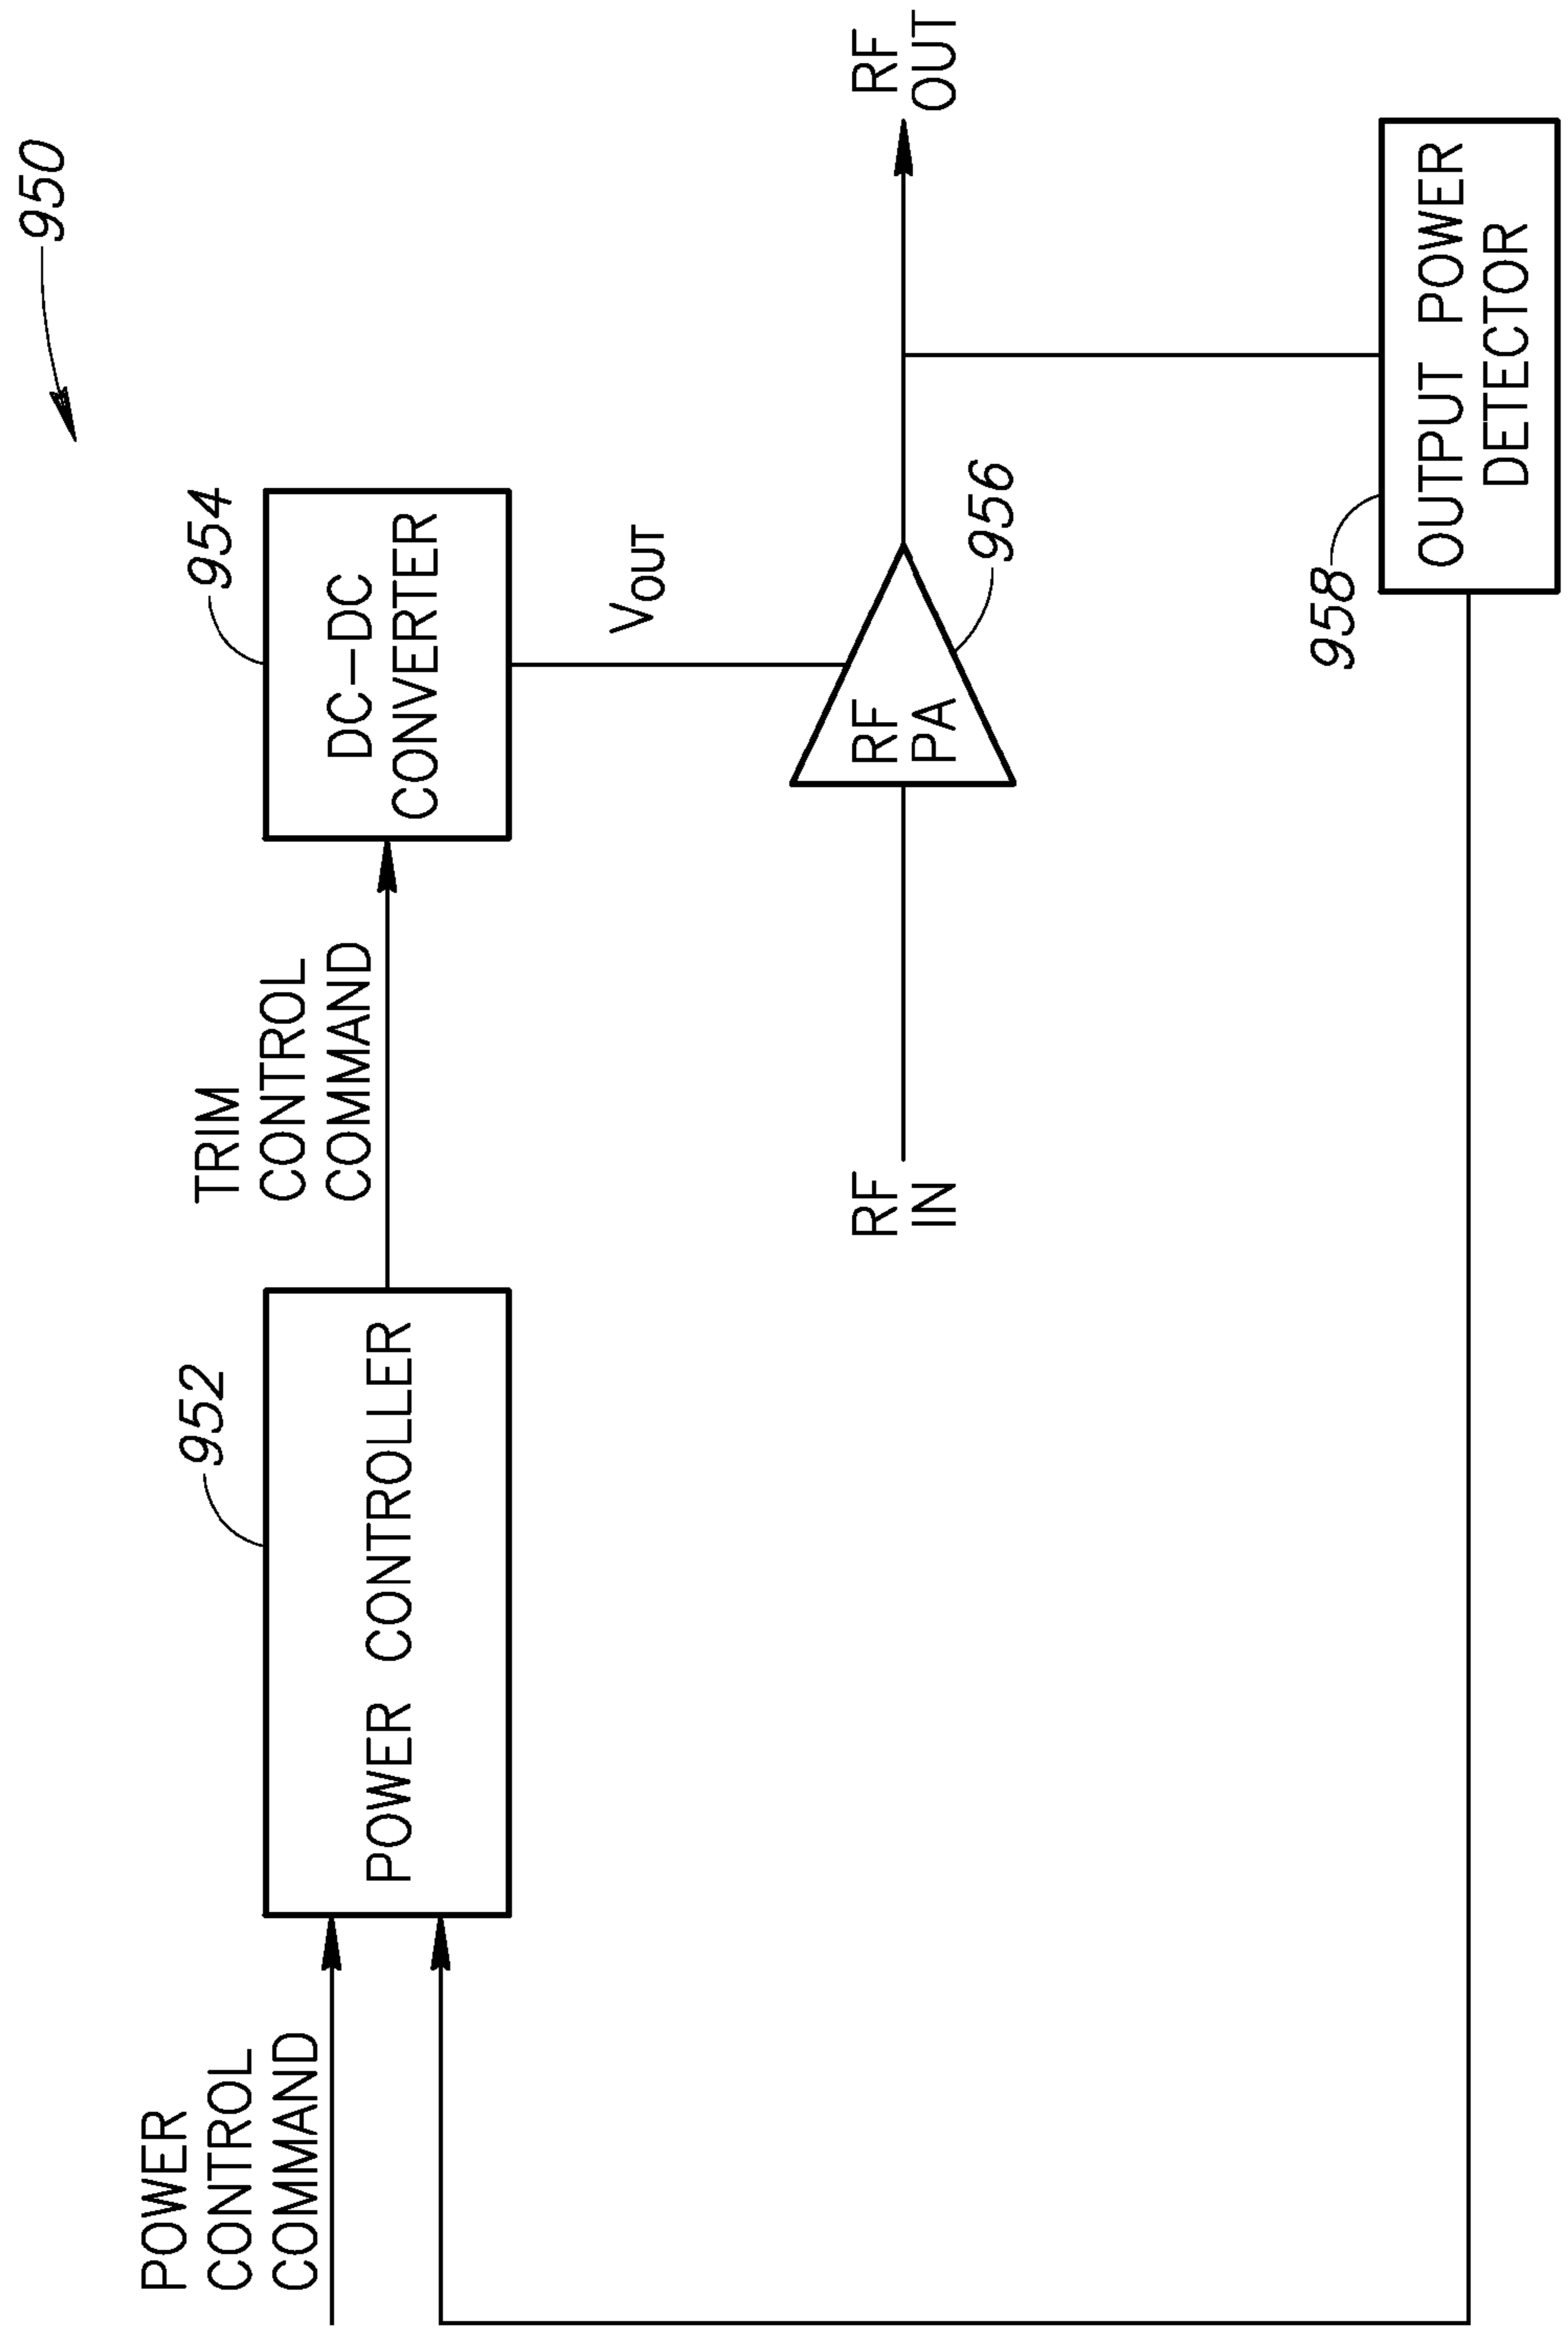 950
954
952
POWER
CONTROL
COMMAND
POWER CONTROLLER
TRIM
CONTROL
COMMAND
DC-DC
CONVERTER
VOUT
RF
IN
RF
PA
956
RF
OUT
958
OUTPUT POWER
DETECTOR